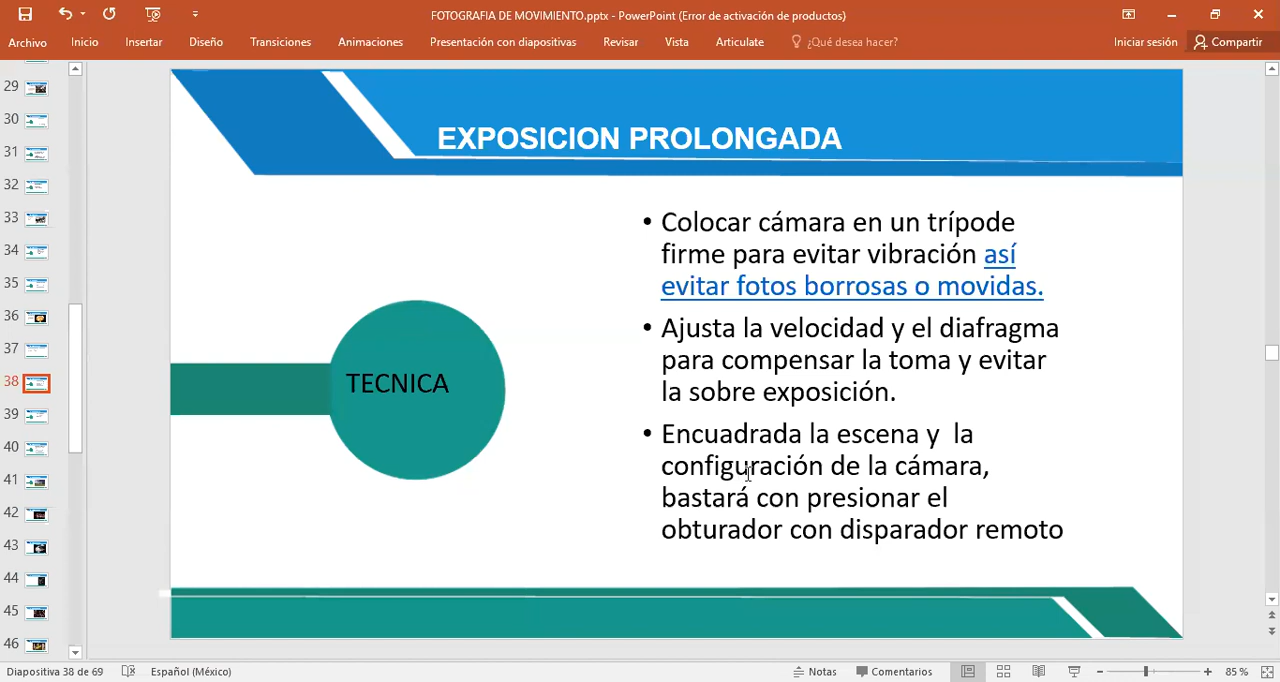 FOTOGRAFIA DE MOVIMIENTO.pptx - PowerPoint (Error de activación de productos)
Archivo Inicio Insertar Diseño Transiciones Animaciones Presentación con diapositivas Revisar Vista Articulate ¿Qué desea hacer? Iniciar sesión Compartir
29
30
31
32
33
34
35
36
37
38
39
40
41
42
43
44
45
46
EXPOSICION PROLONGADA
TECNICA
• Colocar cámara en un trípode
firme para evitar vibración así
evitar fotos borrosas o movidas.
• Ajusta la velocidad y el diafragma
para compensar la toma y evitar
la sobre exposición.
• Encuadrada la escena y  la
configuración de la cámara,
bastará con presionar el
obturador con disparador remoto
Diapositiva 38 de 69 Español (México) Notas Comentarios 85 %